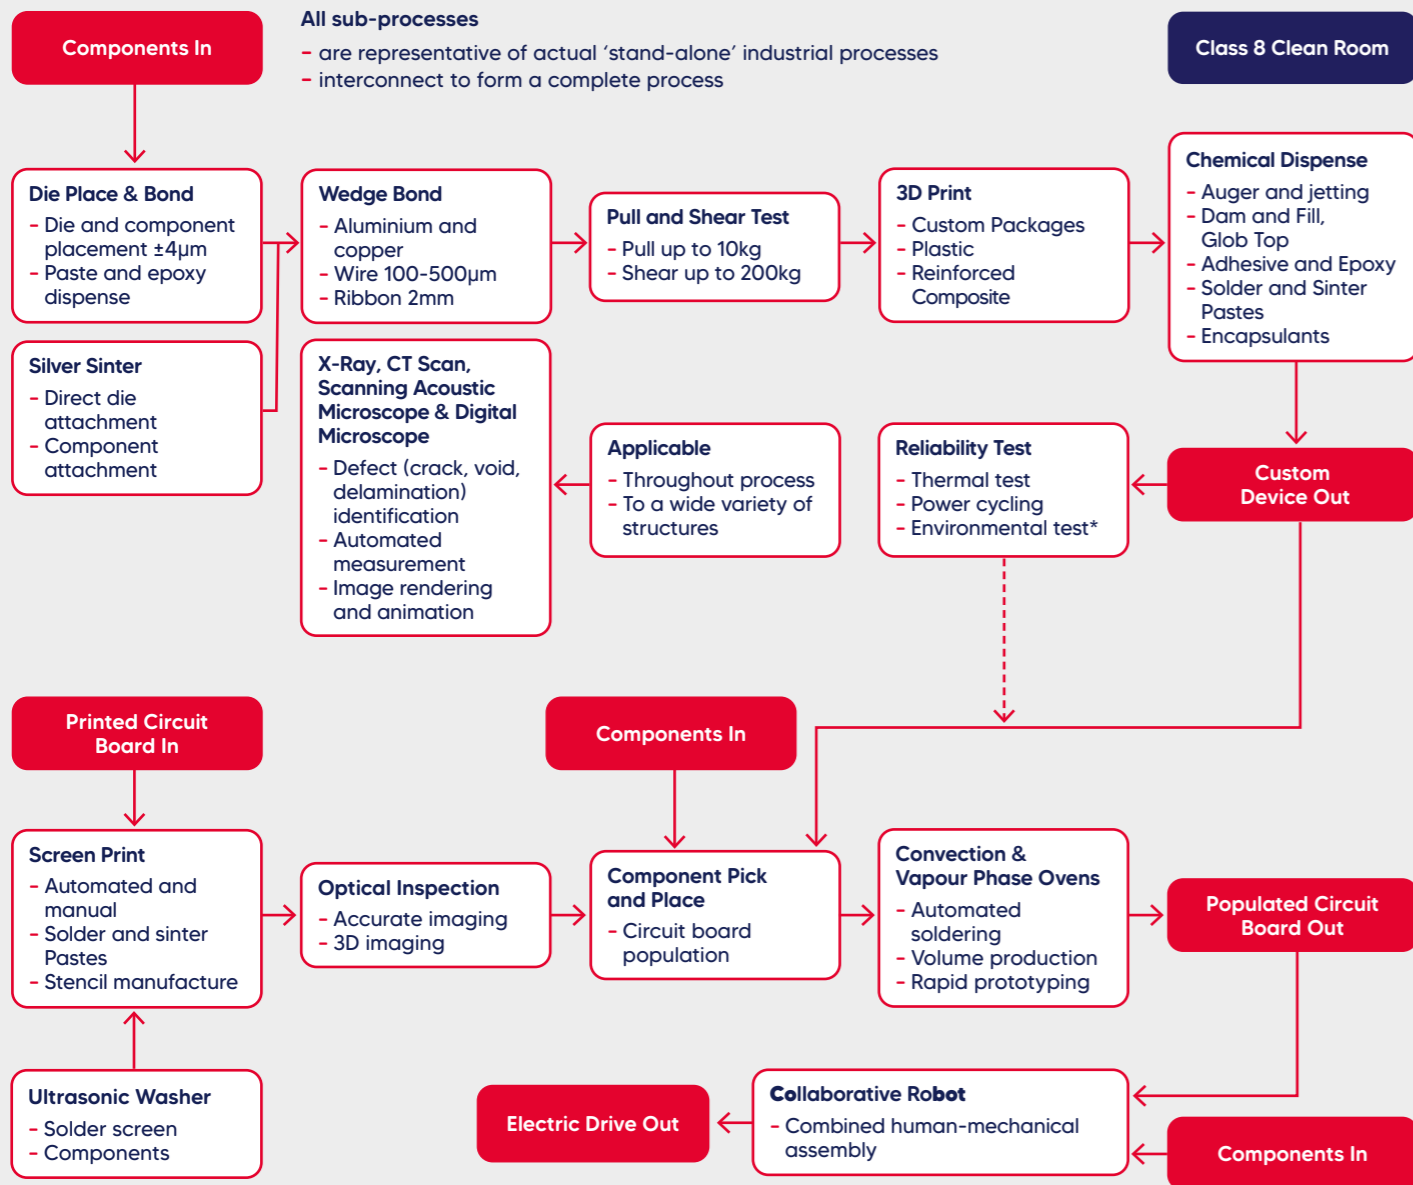 Components In
All sub-processes
- are representative of actual ‘stand-alone’ industrial processes
- interconnect to form a complete process
Class 8 Clean Room
Die Place & Bond
- Die and component
placement ±4µm
- Paste and epoxy
dispense
Wedge Bond
- Aluminium and
copper
- Wire 100-500µm
- Ribbon 2mm
Pull and Shear Test
- Pull up to 10kg
- Shear up to 200kg
3D Print
- Custom Packages
- Plastic
- Reinforced
Composite
Chemical Dispense
- Auger and jetting
- Dam and Fill,
Glob Top
- Adhesive and Epoxy
- Solder and Sinter
Pastes
- Encapsulants
Silver Sinter
- Direct die
attachment
- Component
attachment
X-Ray, CT Scan,
Scanning Acoustic
Microscope & Digital
Microscope
- Defect (crack, void,
delamination)
identification
- Automated
measurement
- Image rendering
and animation
Applicable
- Throughout process
- To a wide variety of
structures
Reliability Test
- Thermal test
- Power cycling
- Environmental test*
Custom
Device Out
Printed Circuit
Board In
Components In
Screen Print
- Automated and
manual
- Solder and sinter
Pastes
- Stencil manufacture
Optical Inspection
- Accurate imaging
- 3D imaging
Component Pick
and Place
- Circuit board
population
Convection &
Vapour Phase Ovens
- Automated
soldering
- Volume production
- Rapid prototyping
Populated Circuit
Board Out
Ultrasonic Washer
- Solder screen
- Components
Electric Drive Out
Collaborative Robot
- Combined human-mechanical
assembly
Components In